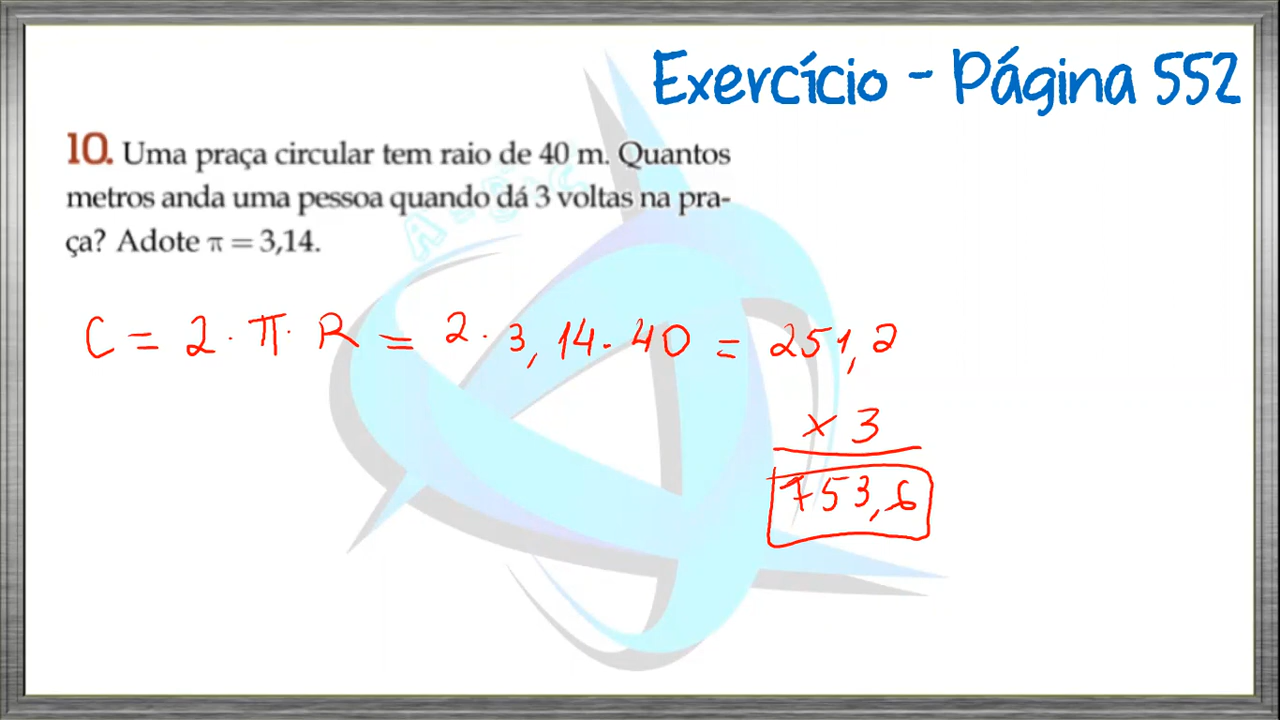 Exercício - Página 552
10. Uma praça circular tem raio de 40 m. Quantos
metros anda uma pessoa quando dá 3 voltas na pra-
ça? Adote π = 3,14.
C = 2 · π · R = 2 · 3,14 · 40 = 251,2
x 3
753,6